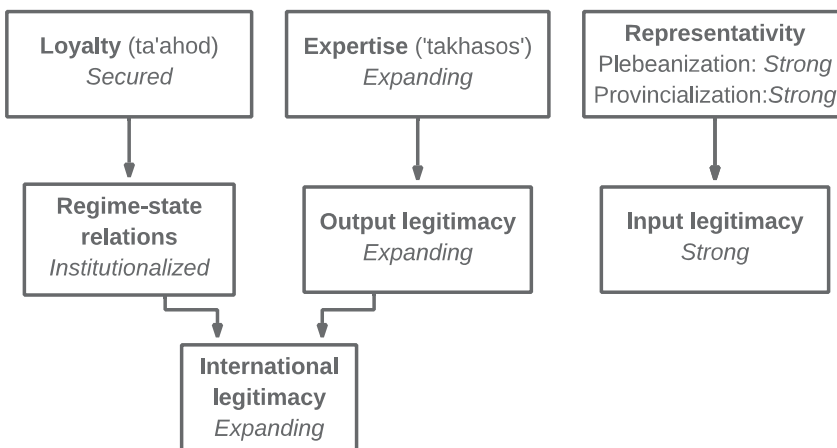 Loyalty (ta'ahod)
Secured
Expertise ('takhasos')
Expanding
Representativity
Plebeanization: Strong
Provincialization:Strong
Regime-state
relations
Institutionalized
Output legitimacy
Expanding
Input legitimacy
Strong
International
legitimacy
Expanding